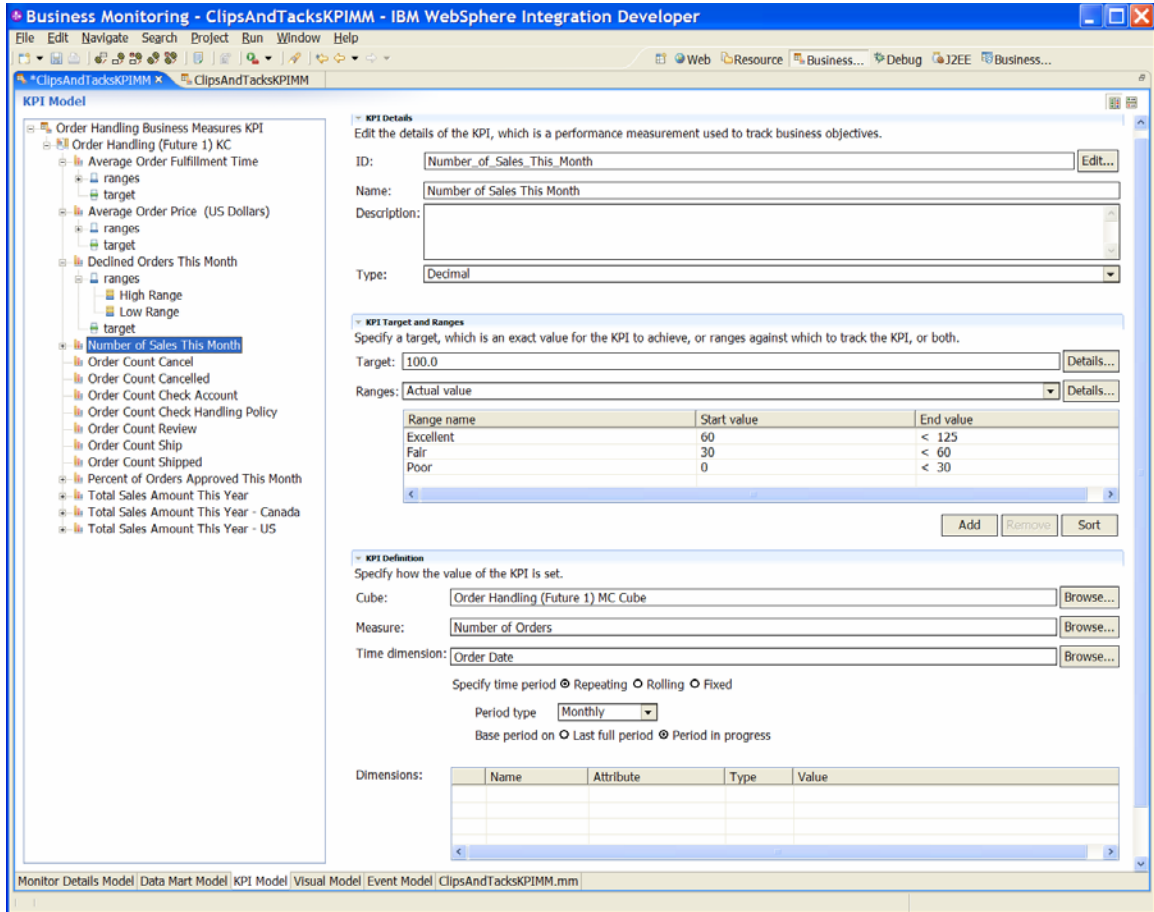 Business Monitoring - ClipsAndTacksKPIMM - IBM WebSphere Integration Developer
File Edit Navigate Search Project Run Window Help
Web Resource Business... Debug J2EE Business...
*ClipsAndTacksKPIMM ClipsAndTacksKPIMM
KPI Model
Order Handling Business Measures KPI
Order Handling (Future 1) KC
Average Order Fulfillment Time
ranges
target
Average Order Price (US Dollars)
ranges
target
Declined Orders This Month
ranges
High Range
Low Range
target
Number of Sales This Month
Order Count Cancel
Order Count Cancelled
Order Count Check Account
Order Count Check Handling Policy
Order Count Review
Order Count Ship
Order Count Shipped
Percent of Orders Approved This Month
Total Sales Amount This Year
Total Sales Amount This Year - Canada
Total Sales Amount This Year - US
KPI Details
Edit the details of the KPI, which is a performance measurement used to track business objectives.
ID: Number_of_Sales_This_Month Edit...
Name: Number of Sales This Month
Description:
Type: Decimal
KPI Target and Ranges
Specify a target, which is an exact value for the KPI to achieve, or ranges against which to track the KPI, or both.
Target: 100.0 Details...
Ranges: Actual value Details...
Range name Start value End value
Excellent 60 < 125
Fair 30 < 60
Poor 0 < 30
Add Remove Sort
KPI Definition
Specify how the value of the KPI is set.
Cube: Order Handling (Future 1) MC Cube Browse...
Measure: Number of Orders Browse...
Time dimension: Order Date Browse...
Specify time period Repeating Rolling Fixed
Period type Monthly
Base period on Last full period Period in progress
Dimensions: Name Attribute Type Value
Monitor Details Model Data Mart Model KPI Model Visual Model Event Model ClipsAndTacksKPIMM.mm